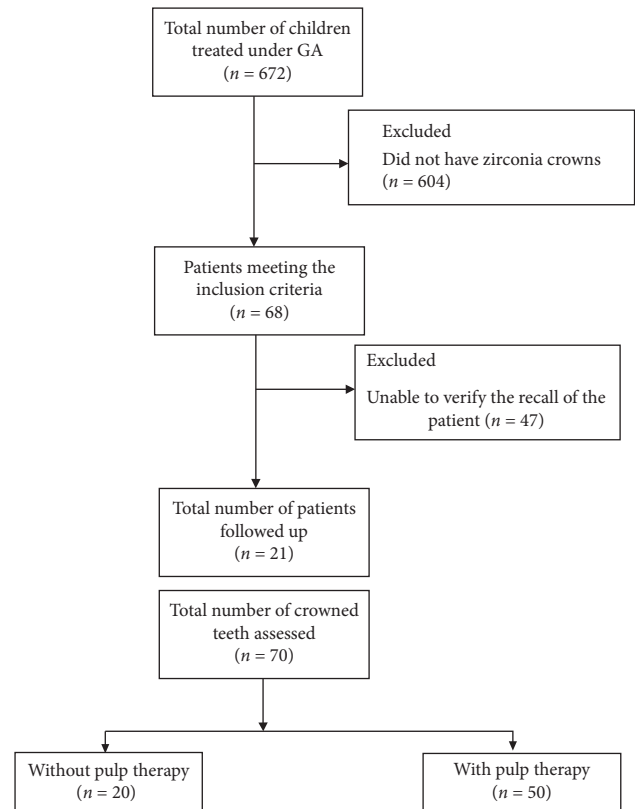 Total number of children
treated under GA
(n = 672)
Excluded
Did not have zirconia crowns
(n = 604)
Patients meeting the
inclusion criteria
(n = 68)
Excluded
Unable to verify the recall of the
patient (n = 47)
Total number of patients
followed up
(n = 21)
Total number of crowned
teeth assessed
(n = 70)
Without pulp therapy
(n = 20)
With pulp therapy
(n = 50)